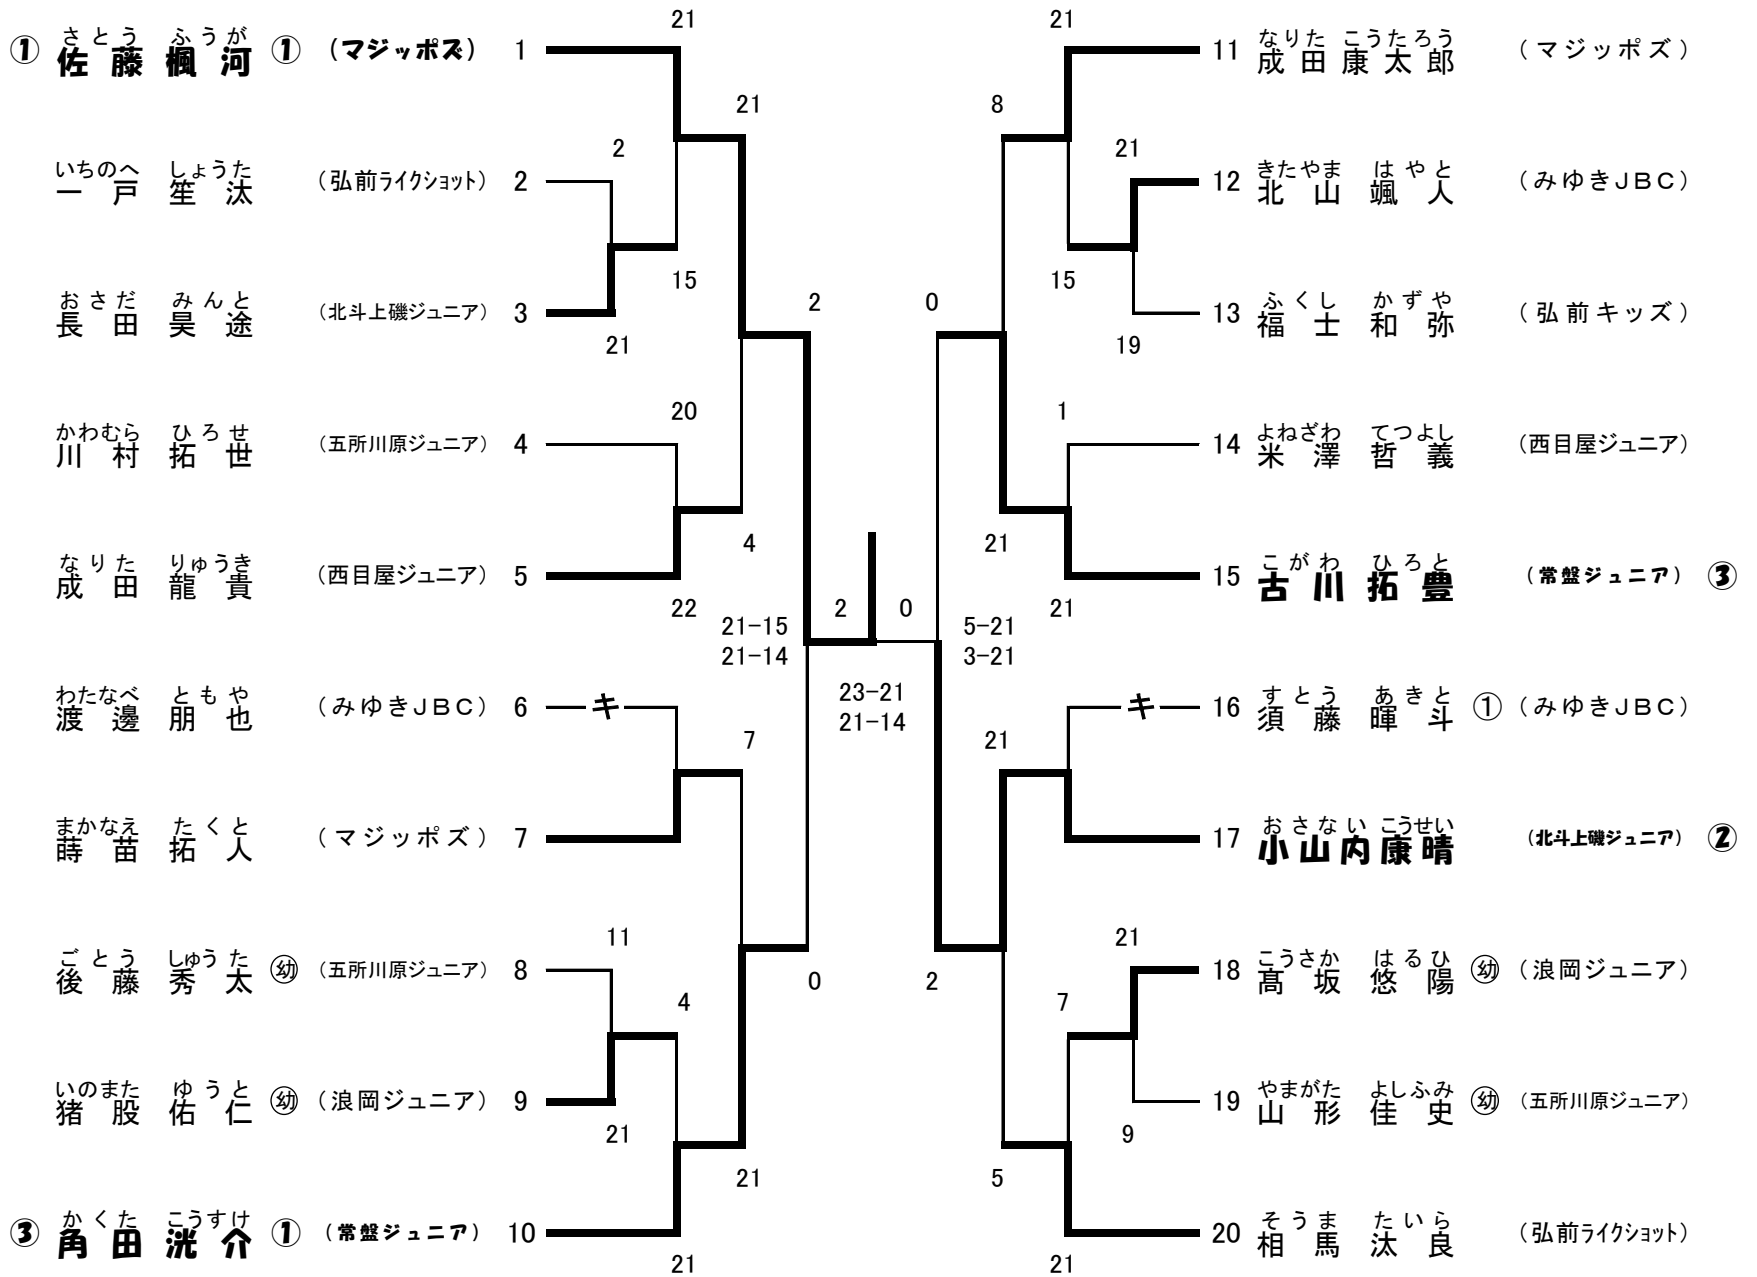 ① さとう ふうが
佐藤 楓河 ① (マジッポズ) 1
いちのへ しょうた
一戸 笙汰 (弘前ライクショット) 2
おさだ みんと
長田 昊途 (北斗上磯ジュニア) 3
かわむら ひろせ
川村 拓世 (五所川原ジュニア) 4
なりた りゅうき
成田 龍貴 (西目屋ジュニア) 5
わたなべ ともや
渡邊 朋也 (みゆきJBC) 6 キ
まかなえ たくと
蒔苗 拓人 (マジッポズ) 7
ごとう しゅうた
後藤 秀太 ㊜ (五所川原ジュニア) 8
いのまた ゆうと
猪股 佑仁 幼 (浪岡ジュニア) 9
③ かくた こうすけ
角田 洸介 ① (常盤ジュニア) 10
21
21
2
15
21
20
4
22
7
11
4
21
21
21
2
0
21-15
21-14
2
0
23-21
21-14
5-21
3-21
0
2
21
8
21
15
19
1
21
21
21
21
7
9
5
21
11 なりた こうたろう
成田 康太郎 (マジッポズ)
12 きたやま はやと
北山 颯人 (みゆきJBC)
13 ふくし かずや
福士 和弥 (弘前キッズ)
14 よねざわ てつよし
米澤 哲義 (西目屋ジュニア)
15 こがわ ひろと
古川 拓豊 (常盤ジュニア) ③
キ 16 すとう あきと
須藤 暉斗 ① (みゆきJBC)
17 おさない こうせい
小山内 康晴 (北斗上磯ジュニア) ②
18 こうさか はるひ
髙坂 悠陽 幼 (浪岡ジュニア)
19 やまがた よしふみ
山形 佳史 幼 (五所川原ジュニア)
20 そうま たいら
相馬 汰良 (弘前ライクショット)